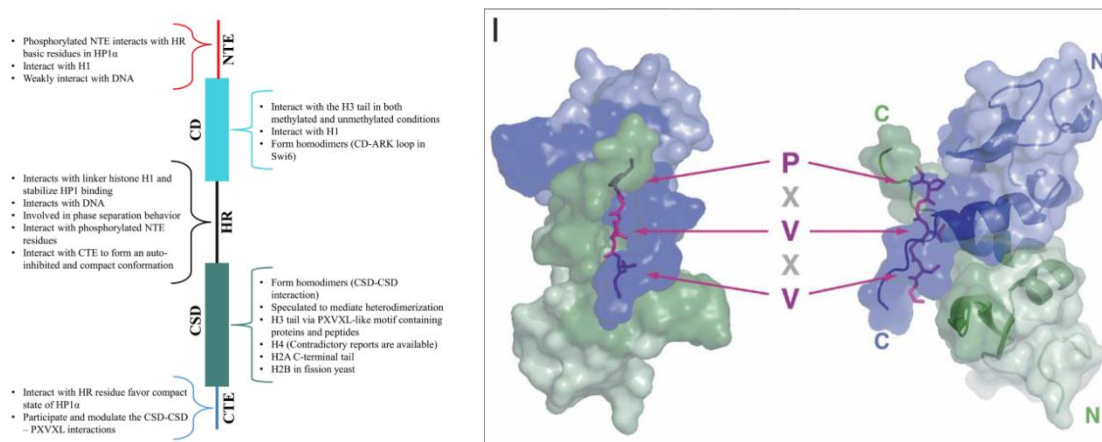 • Phosphorylated NTE interacts with HR
basic residues in HP1α
• Interact with H1
• Weakly interact with DNA
NTE
CD
• Interact with the H3 tail in both
methylated and unmethylated conditions
• Interact with H1
• Form homodimers (CD-ARK loop in
Swi6)
• Interacts with linker histone H1 and
stabilize HP1 binding
• Interacts with DNA
• Involved in phase separation behavior
• Interact with phosphorylated NTE
residues
• Interact with CTE to form an auto-
inhibited and compact conformation
HR
CSD
• Form homodimers (CSD-CSD
interaction)
• Speculated to mediate heterodimerization
• H3 tail via PXVXL-like motif containing
proteins and peptides
• H4 (Contradictory reports are available)
• H2A C-terminal tail
• H2B in fission yeast
• Interact with HR residue favor compact
state of HP1α
• Participate and modulate the CSD-CSD
– PXVXL interactions
CTE
I
N
C
P
X
V
X
V
C
N